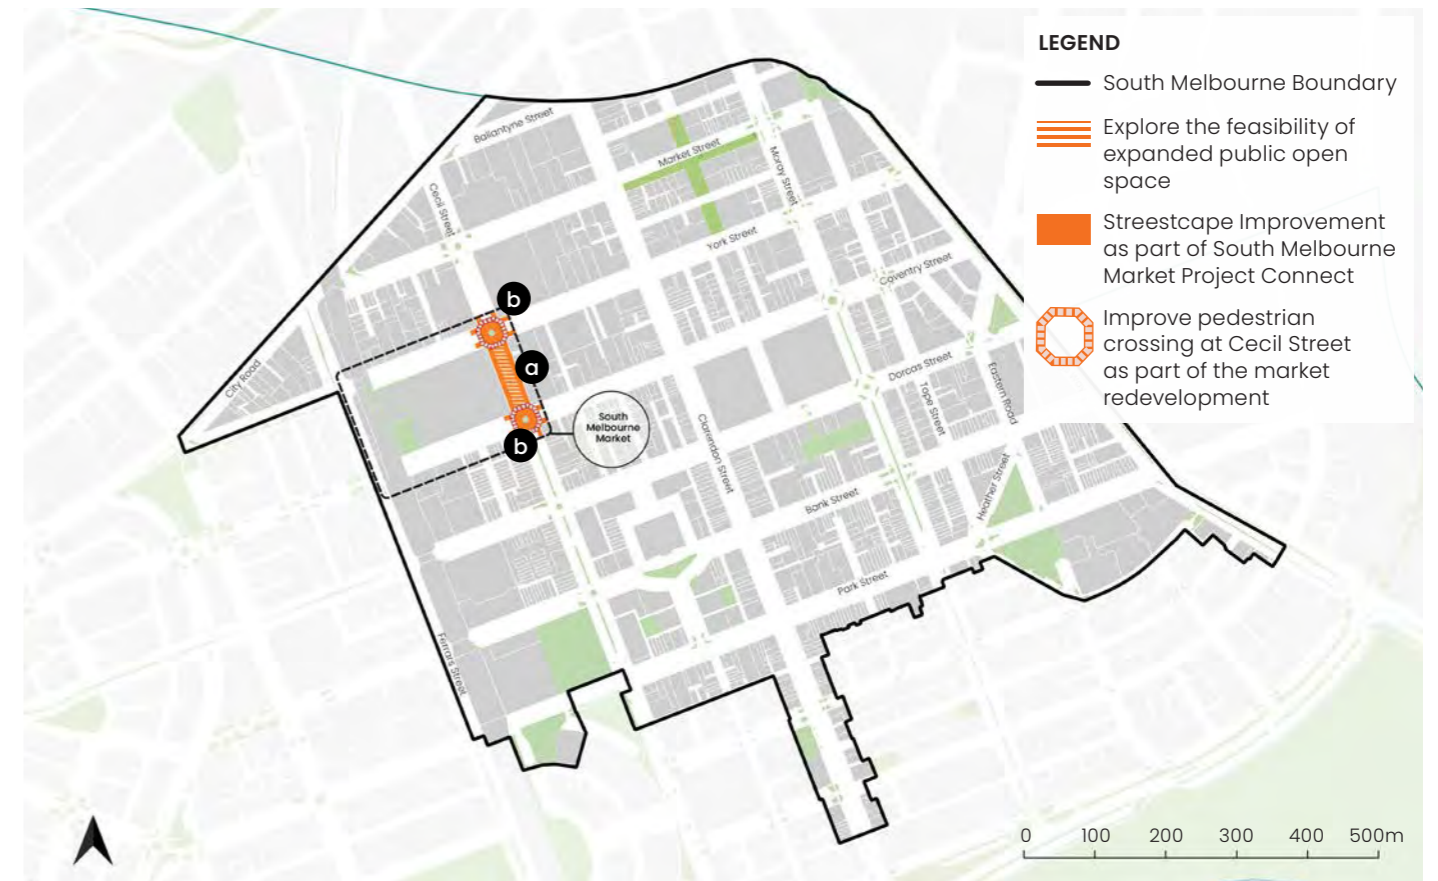 LEGEND
South Melbourne Boundary
Explore the feasibility of
expanded public open
space
Streestcape Improvement
as part of South Melbourne
Market Project Connect
Improve pedestrian
crossing at Cecil Street
as part of the market
redevelopment
Ballantyne Street
Market Street
Moray Street
Cecil Street
York Street
Coventry Street
b
a
City Road
Dorcas Street
Tope Street
Eastern Road
South
Melbourne
Market
b
Clarendon Street
Heather Street
Bank Street
Park Street
Ferrars Street
0 100 200 300 400 500m